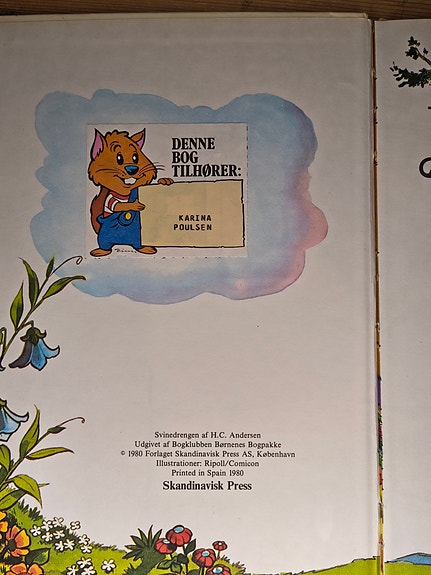 DENNE
BOG
TILHØRER:
KARINA
POULSEN
Svinedrengen af H.C. Andersen
Udgivet af Bogklubben Børnenes Bogpakke
© 1980 Forlaget Skandinavisk Press AS, København
Illustrationer: Ripoll/Comicon
Printed in Spain 1980
Skandinavisk Press